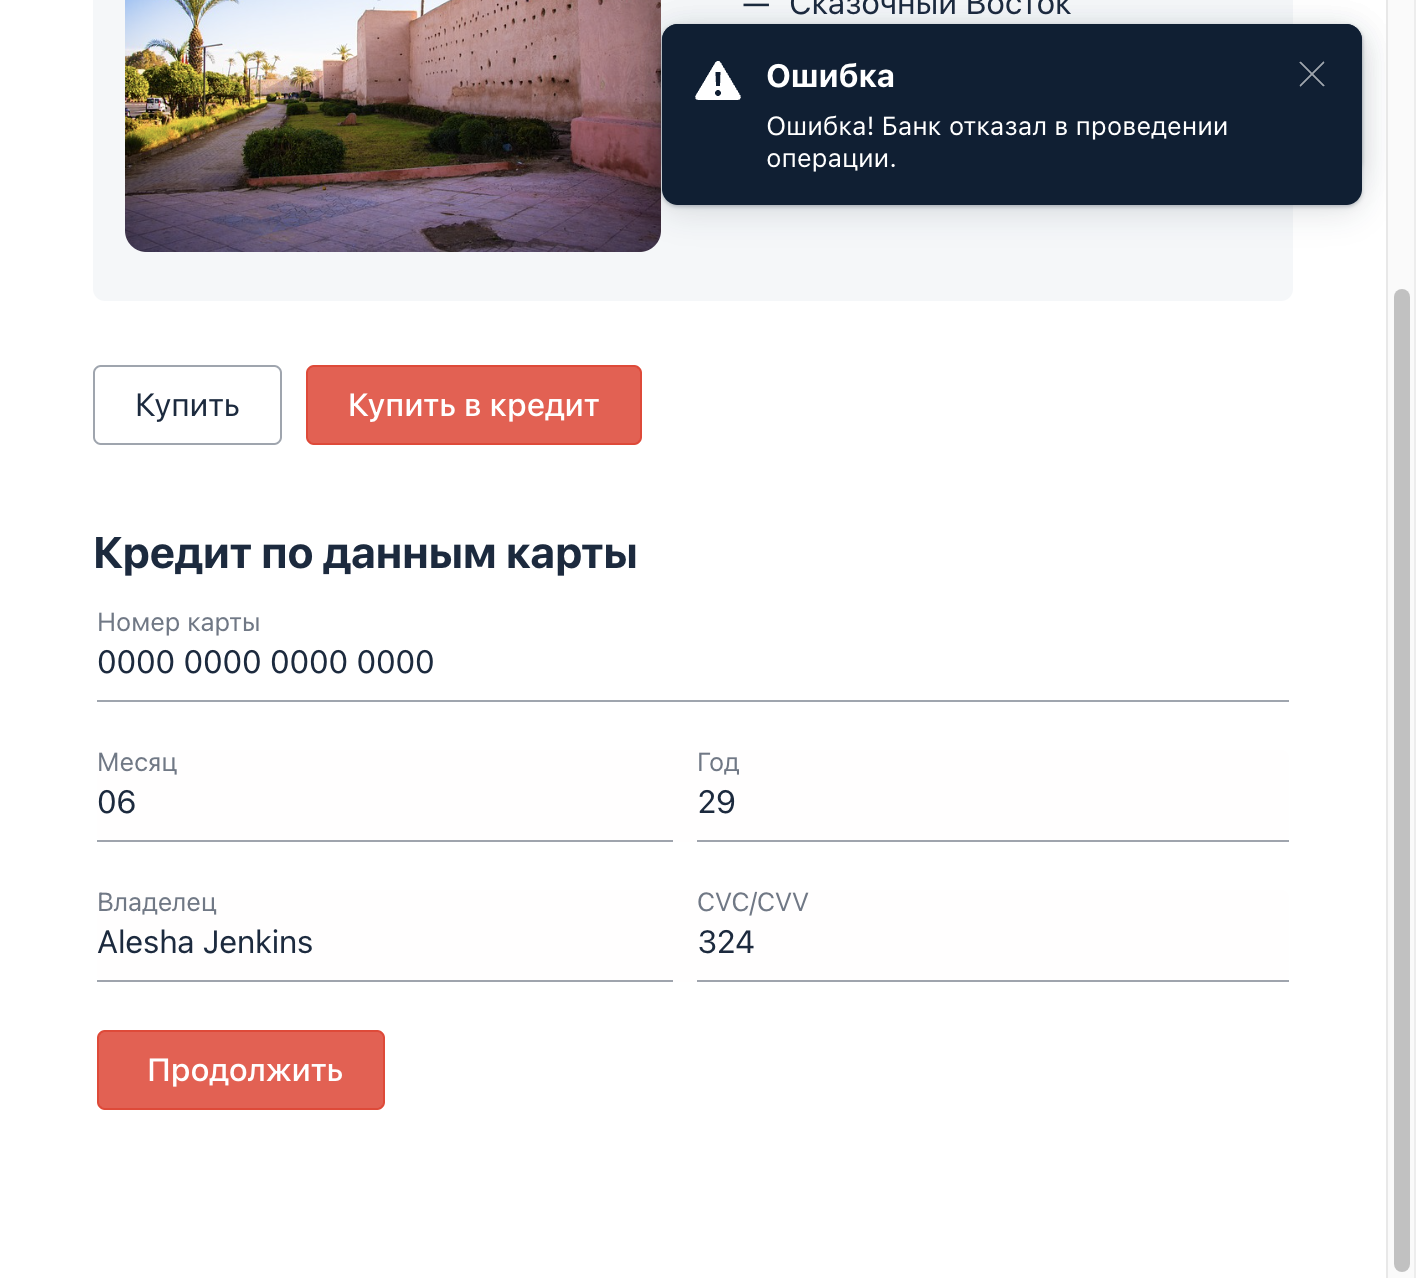 — Сказочный Восток
Ошибка
Ошибка! Банк отказал в проведении
операции.
Купить
Купить в кредит
Кредит по данным карты
Номер карты
0000 0000 0000 0000
Месяц
Год
06
29
Владелец
CVC/CVV
Alesha Jenkins
324
Продолжить